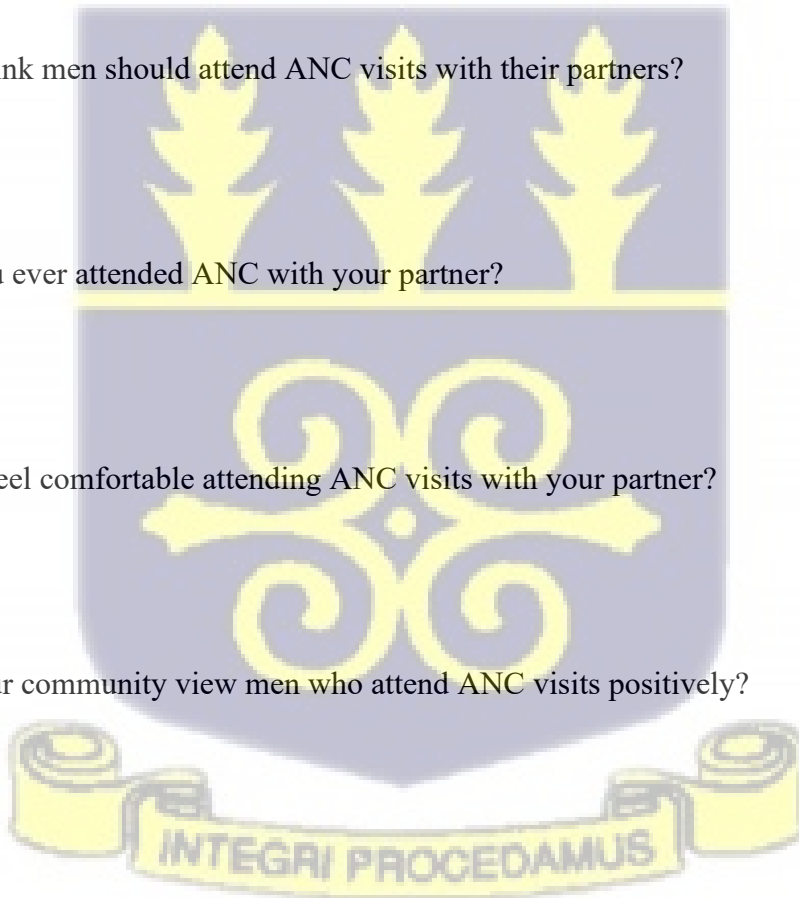 ink men should attend ANC visits with their partners?
ever attended ANC with your partner?
eel comfortable attending ANC visits with your partner?
r community view men who attend ANC visits positively?
INTEGRI PROCEDAMUS